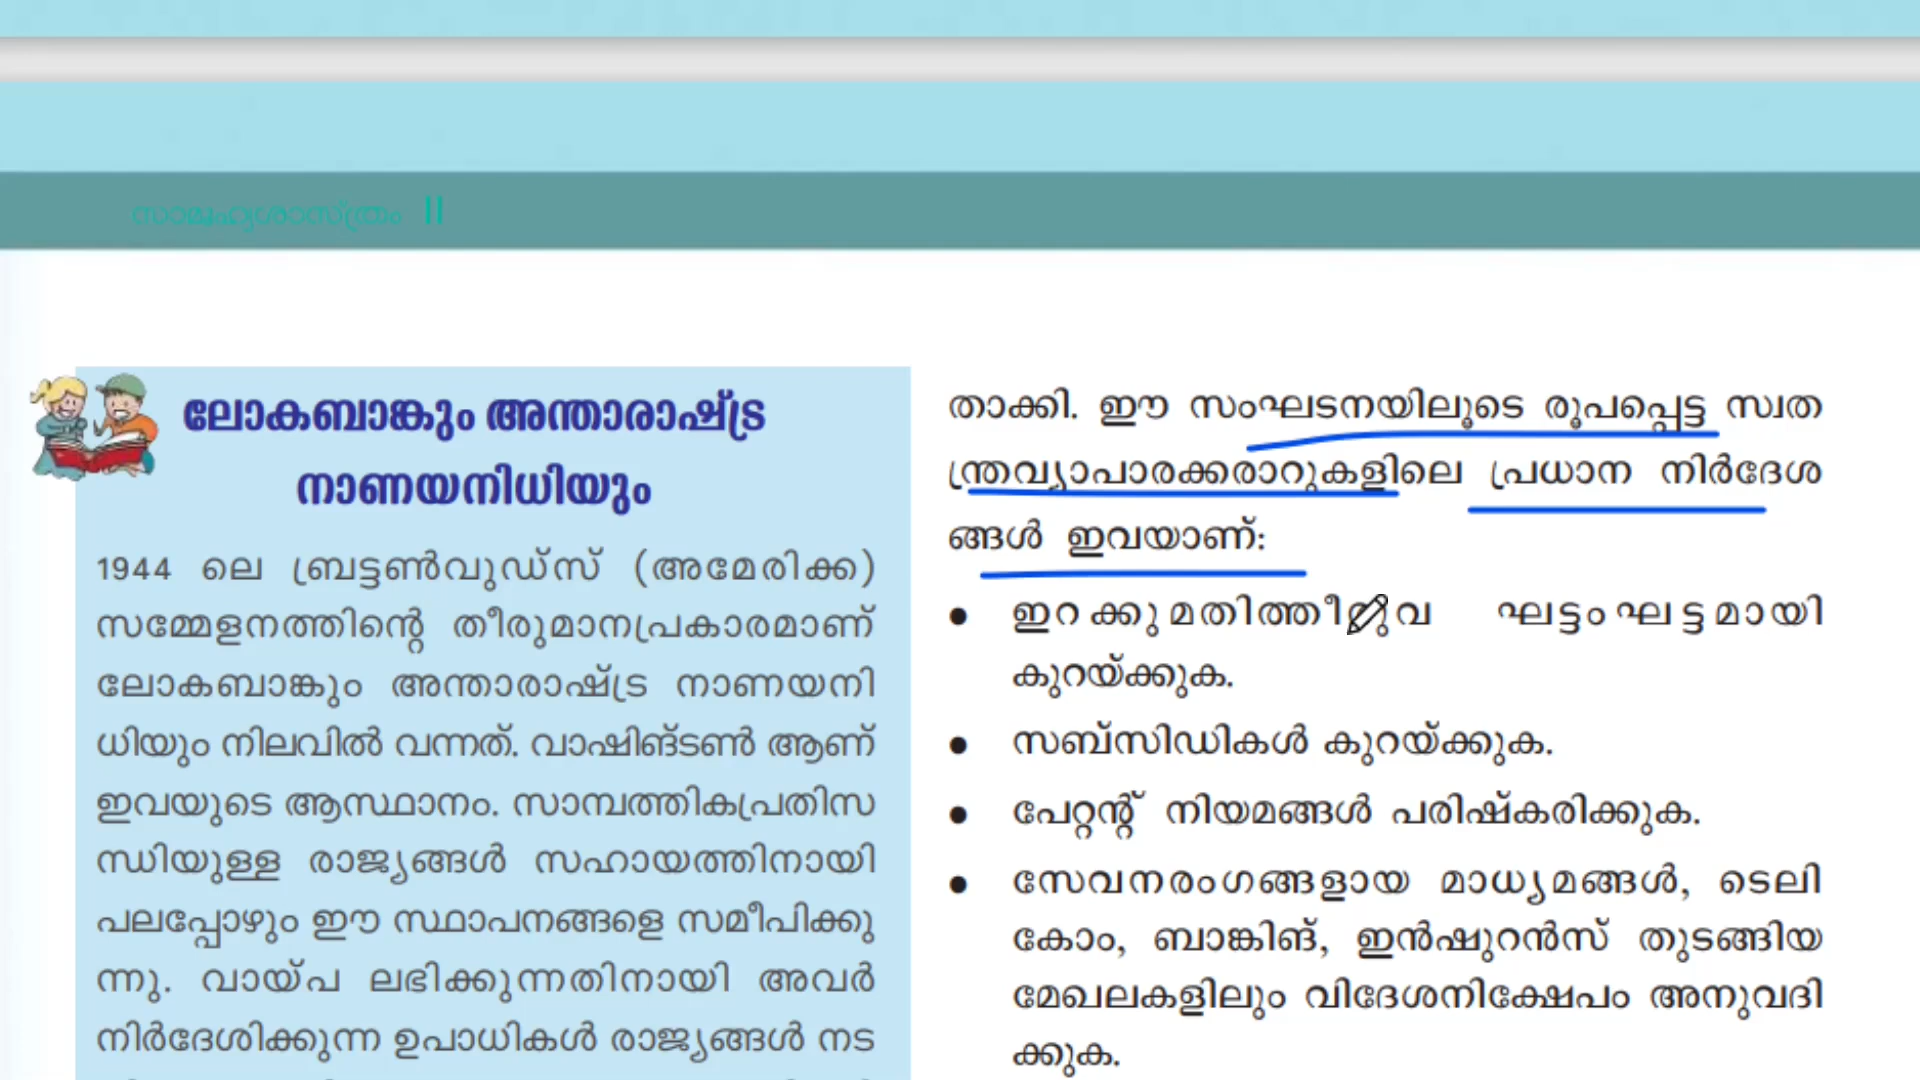 സാമൂഹ്യശാസ്ത്രം II
ലോകബാങ്കും അന്താരാഷ്ട്ര
നാണയനിധിയും
1944 ലെ ബ്രട്ടൺവുഡ്സ് (അമേരിക്ക)
സമ്മേളനത്തിന്റെ തീരുമാനപ്രകാരമാണ്
ലോകബാങ്കും അന്താരാഷ്ട്ര നാണയനി
ധിയും നിലവിൽ വന്നത്. വാഷിങ്ടൺ ആണ്
ഇവയുടെ ആസ്ഥാനം. സാമ്പത്തികപ്രതിസ
ന്ധിയുള്ള രാജ്യങ്ങൾ സഹായത്തിനായി
പലപ്പോഴും ഈ സ്ഥാപനങ്ങളെ സമീപിക്കു
ന്നു. വായ്പ ലഭിക്കുന്നതിനായി അവർ
നിർദേശിക്കുന്ന ഉപാധികൾ രാജ്യങ്ങൾ നട
താക്കി. ഈ സംഘടനയിലൂടെ രൂപപ്പെട്ട സ്വത
ന്ത്രവ്യാപാരക്കരാറുകളിലെ പ്രധാന നിർദേശ
ങ്ങൾ ഇവയാണ്:
● ഇറക്കുമതിത്തീരുവ ഘട്ടംഘട്ടമായി
കുറയ്ക്കുക.
● സബ്സിഡികൾ കുറയ്ക്കുക.
● പേറ്റന്റ് നിയമങ്ങൾ പരിഷ്കരിക്കുക.
● സേവനരംഗങ്ങളായ മാധ്യമങ്ങൾ, ടെലി
കോം, ബാങ്കിങ്, ഇൻഷുറൻസ് തുടങ്ങിയ
മേഖലകളിലും വിദേശനിക്ഷേപം അനുവദി
ക്കുക.